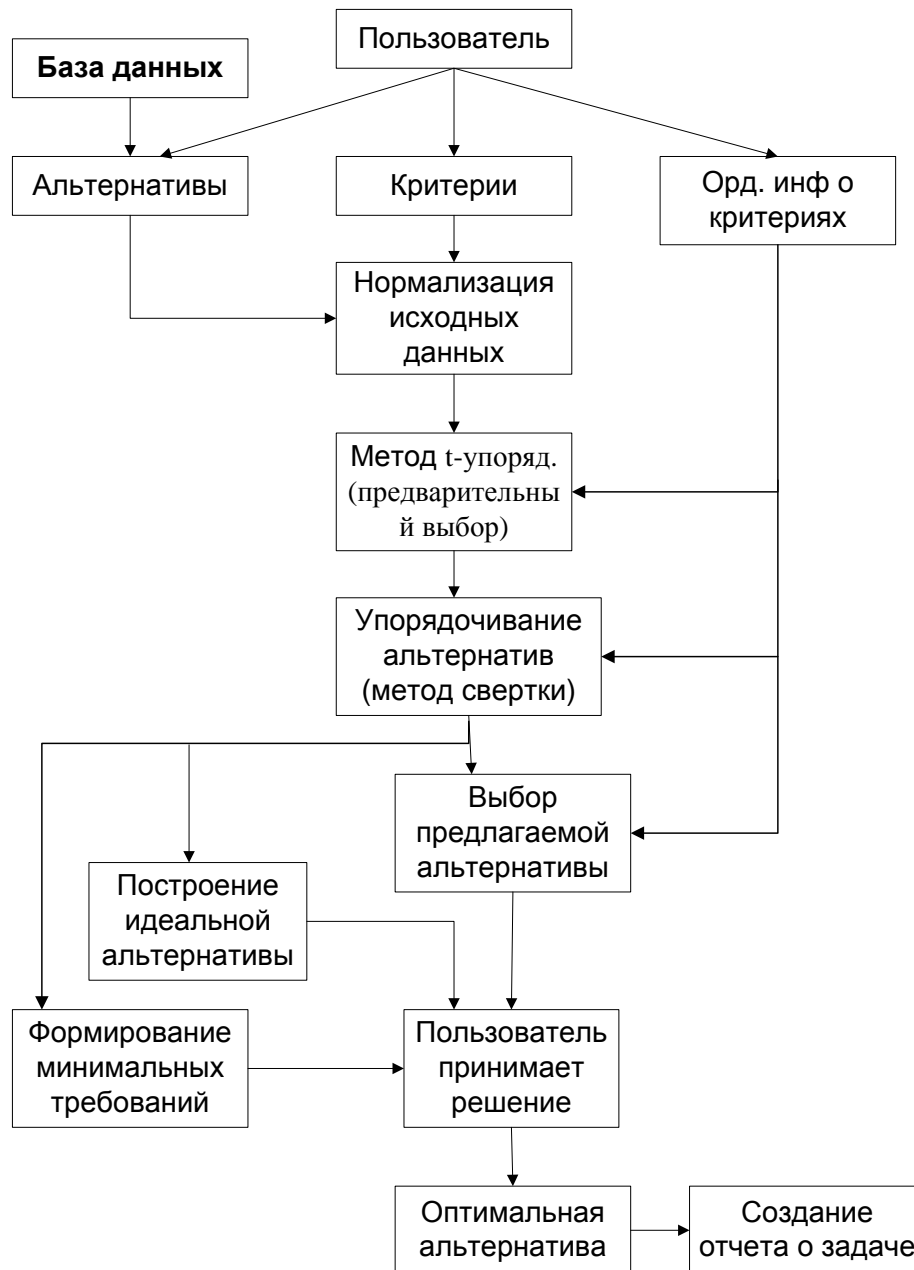 Пользователь
База данных
Альтернативы
Критерии
Орд. инф о
критериях
Нормализация
исходных
данных
Метод t-упоряд.
(предварительны
й выбор)
Упорядочивание
альтернатив
(метод свертки)
Выбор
предлагаемой
альтернативы
Построение
идеальной
альтернативы
Формирование
минимальных
требований
Пользователь
принимает
решение
Оптимальная
альтернатива
Создание
отчета о задаче